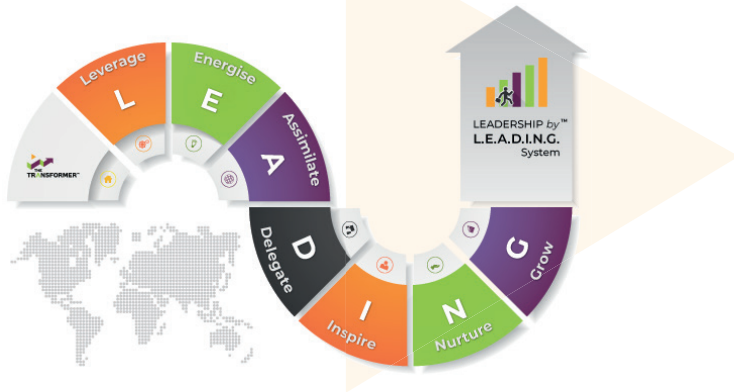 THE
TRANSFORMER™
Leverage
L
Energise
E
Assimilate
A
Delegate
D
Inspire
I
Nurture
N
Grow
G
LEADERSHIP by™
L.E.A.D.I.N.G.
System